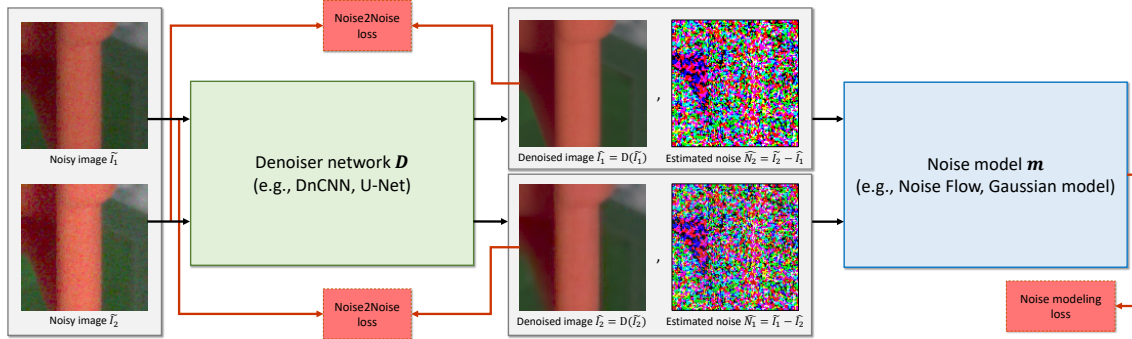 Noise2Noise
loss
Noisy image Ĩ₁
Noisy image Ĩ₂
Denoiser network D
(e.g., DnCNN, U-Net)
Denoised image Î₁ = D(Ĩ₁)
,
Estimated noise N̂₂ = Ĩ₂ − Î₁
Denoised image Î₂ = D(Ĩ₂)
,
Estimated noise N̂₁ = Ĩ₁ − Î₂
Noise2Noise
loss
Noise model m
(e.g., Noise Flow, Gaussian model)
Noise modeling
loss